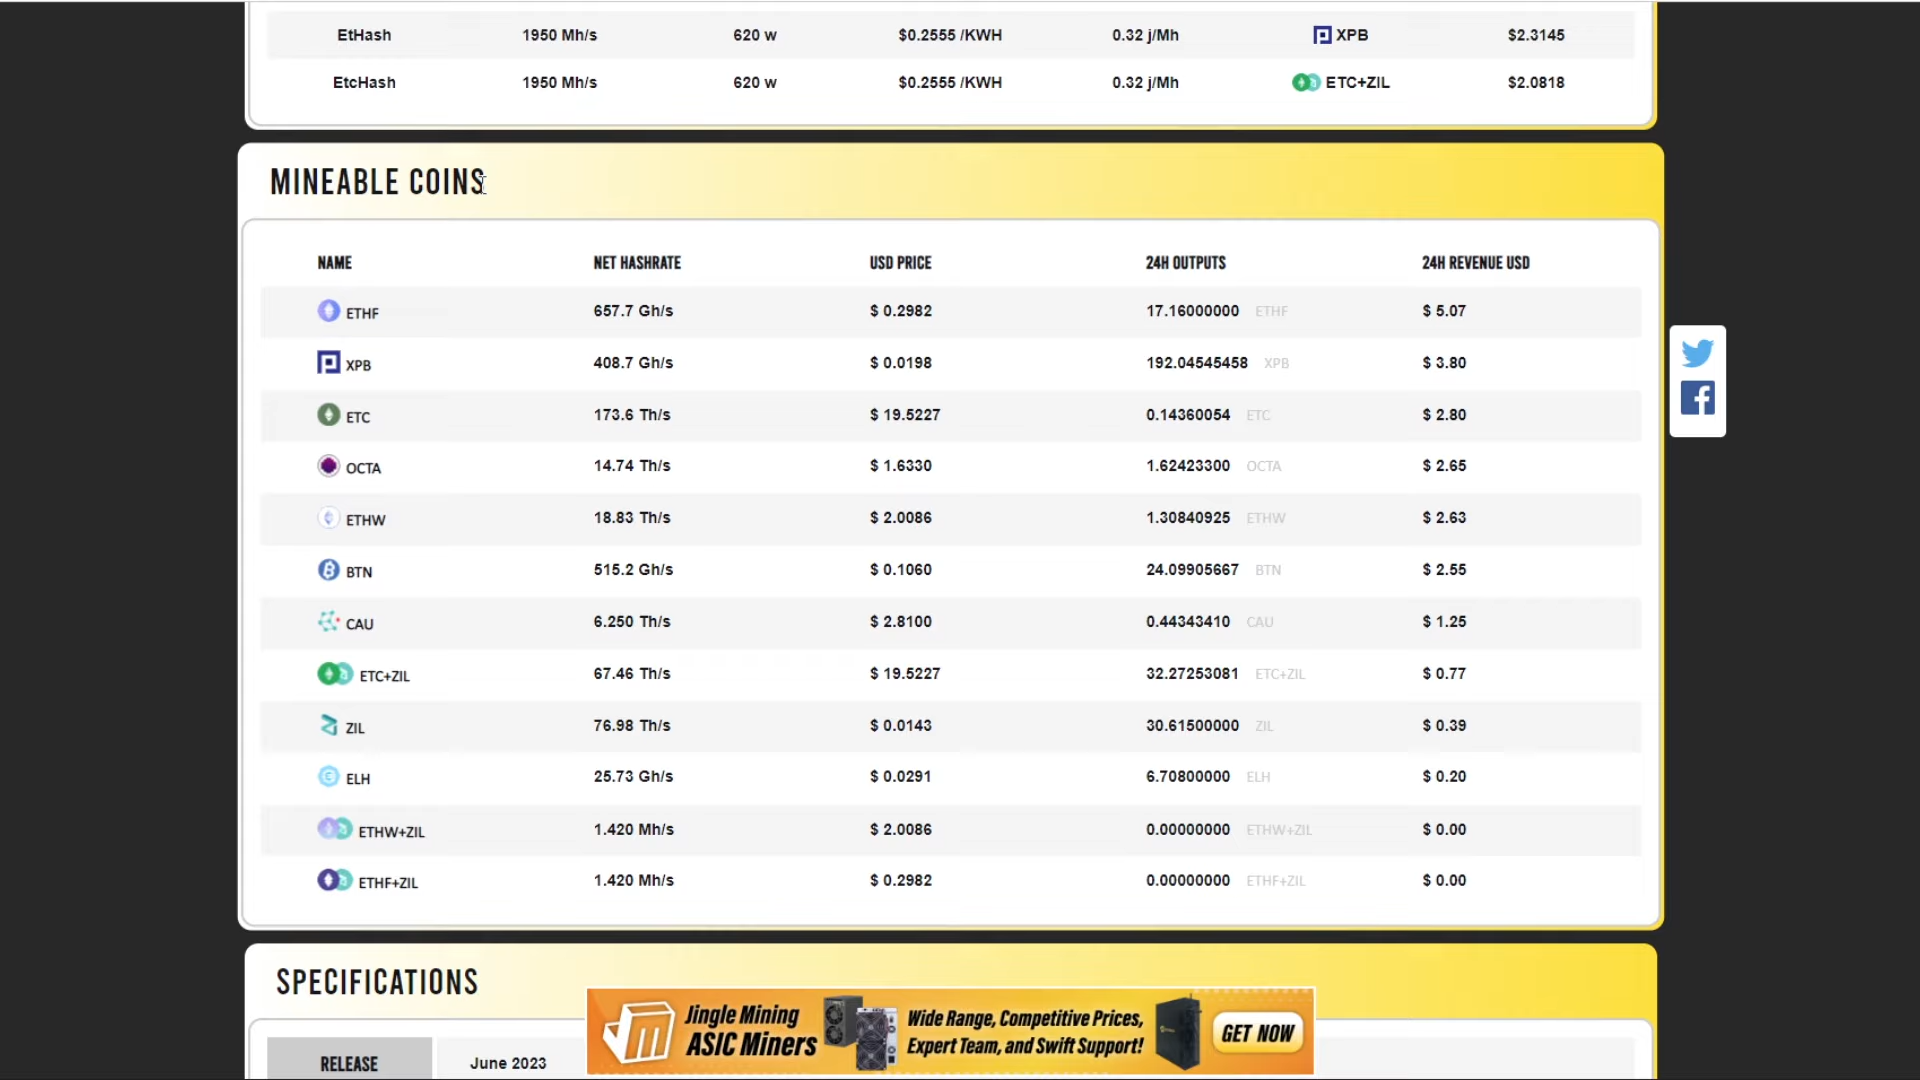 EtHash 1950 Mh/s 620 w $0.2555 /KWH 0.32 j/Mh XPB $2.3145
EtcHash 1950 Mh/s 620 w $0.2555 /KWH 0.32 j/Mh ETC+ZIL $2.0818
MINEABLE COINS
NAME NET HASHRATE USD PRICE 24H OUTPUTS 24H REVENUE USD
ETHF 657.7 Gh/s $ 0.2982 17.16000000 ETHF $ 5.07
XPB 408.7 Gh/s $ 0.0198 192.04545458 XPB $ 3.80
ETC 173.6 Th/s $ 19.5227 0.14360054 ETC $ 2.80
OCTA 14.74 Th/s $ 1.6330 1.62423300 OCTA $ 2.65
ETHW 18.83 Th/s $ 2.0086 1.30840925 ETHW $ 2.63
BTN 515.2 Gh/s $ 0.1060 24.09905667 BTN $ 2.55
CAU 6.250 Th/s $ 2.8100 0.44343410 CAU $ 1.25
ETC+ZIL 67.46 Th/s $ 19.5227 32.27253081 ETC+ZIL $ 0.77
ZIL 76.98 Th/s $ 0.0143 30.61500000 ZIL $ 0.39
ELH 25.73 Gh/s $ 0.0291 6.70800000 ELH $ 0.20
ETHW+ZIL 1.420 Mh/s $ 2.0086 0.00000000 ETHW+ZIL $ 0.00
ETHF+ZIL 1.420 Mh/s $ 0.2982 0.00000000 ETHF+ZIL $ 0.00
SPECIFICATIONS
Jingle Mining
ASIC Miners
Wide Range, Competitive Prices,
Expert Team, and Swift Support!
GET NOW
RELEASE June 2023